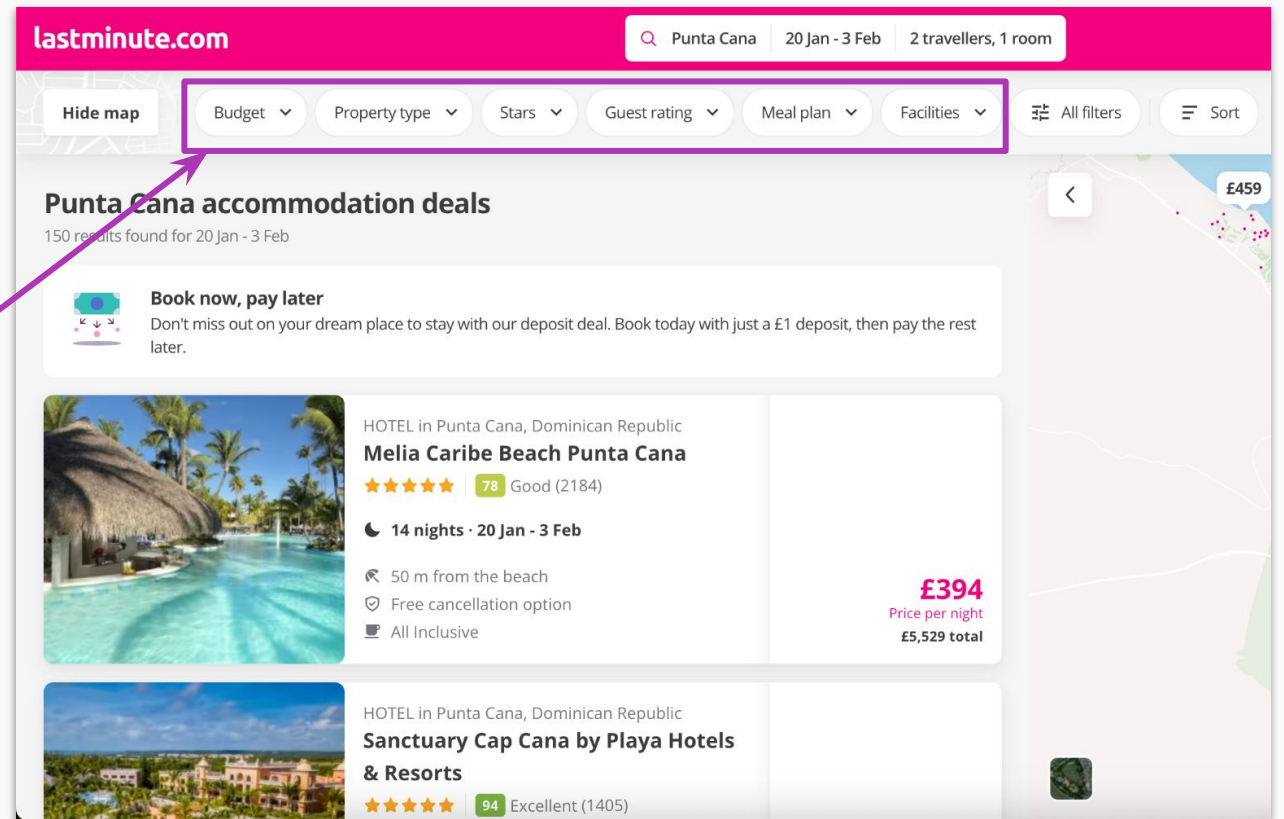 lastminute.com
Punta Cana 20 Jan - 3 Feb 2 travellers, 1 room
Hide map Budget Property type Stars Guest rating Meal plan Facilities All filters Sort
Punta Cana accommodation deals
150 results found for 20 Jan - 3 Feb
£459
Book now, pay later
Don't miss out on your dream place to stay with our deposit deal. Book today with just a £1 deposit, then pay the rest
later.
HOTEL in Punta Cana, Dominican Republic
Melia Caribe Beach Punta Cana
78 Good (2184)
14 nights · 20 Jan - 3 Feb
50 m from the beach
Free cancellation option
All Inclusive
£394
Price per night
£5,529 total
HOTEL in Punta Cana, Dominican Republic
Sanctuary Cap Cana by Playa Hotels
& Resorts
94 Excellent (1405)